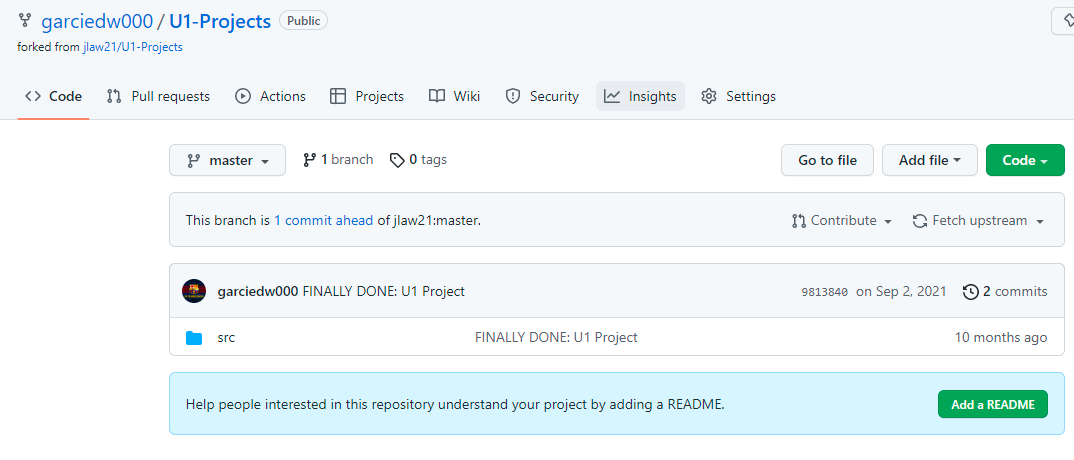 garciedw000 / U1-Projects Public
forked from jlaw21/U1-Projects
Code Pull requests Actions Projects Wiki Security Insights Settings
master 1 branch 0 tags Go to file Add file Code
This branch is 1 commit ahead of jlaw21:master. Contribute Fetch upstream
garciedw000 FINALLY DONE: U1 Project 9813840 on Sep 2, 2021 2 commits
src FINALLY DONE: U1 Project 10 months ago
Help people interested in this repository understand your project by adding a README. Add a README